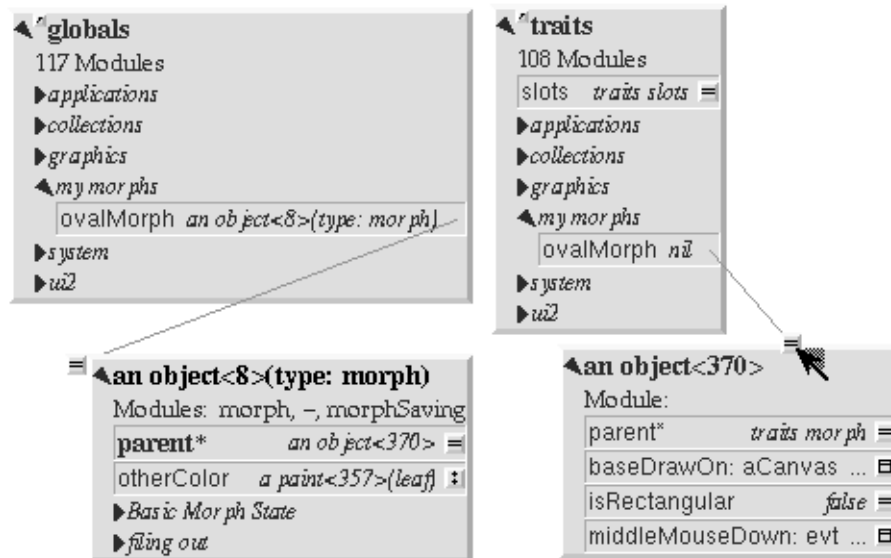 globals
117 Modules
applications
collections
graphics
my morphs
ovalMorph an object<8>(type: morph)
system
ui2
traits
108 Modules
slots traits slots =
applications
collections
graphics
my morphs
ovalMorph nil
system
ui2
=
an object<8>(type: morph)
Modules: morph, –, morphSaving
parent* an object<370> =
otherColor a paint<357>(leaf)
Basic Morph State
filing out
=
an object<370>
Module:
parent* traits morph =
baseDrawOn: aCanvas ...
isRectangular false =
middleMouseDown: evt ...